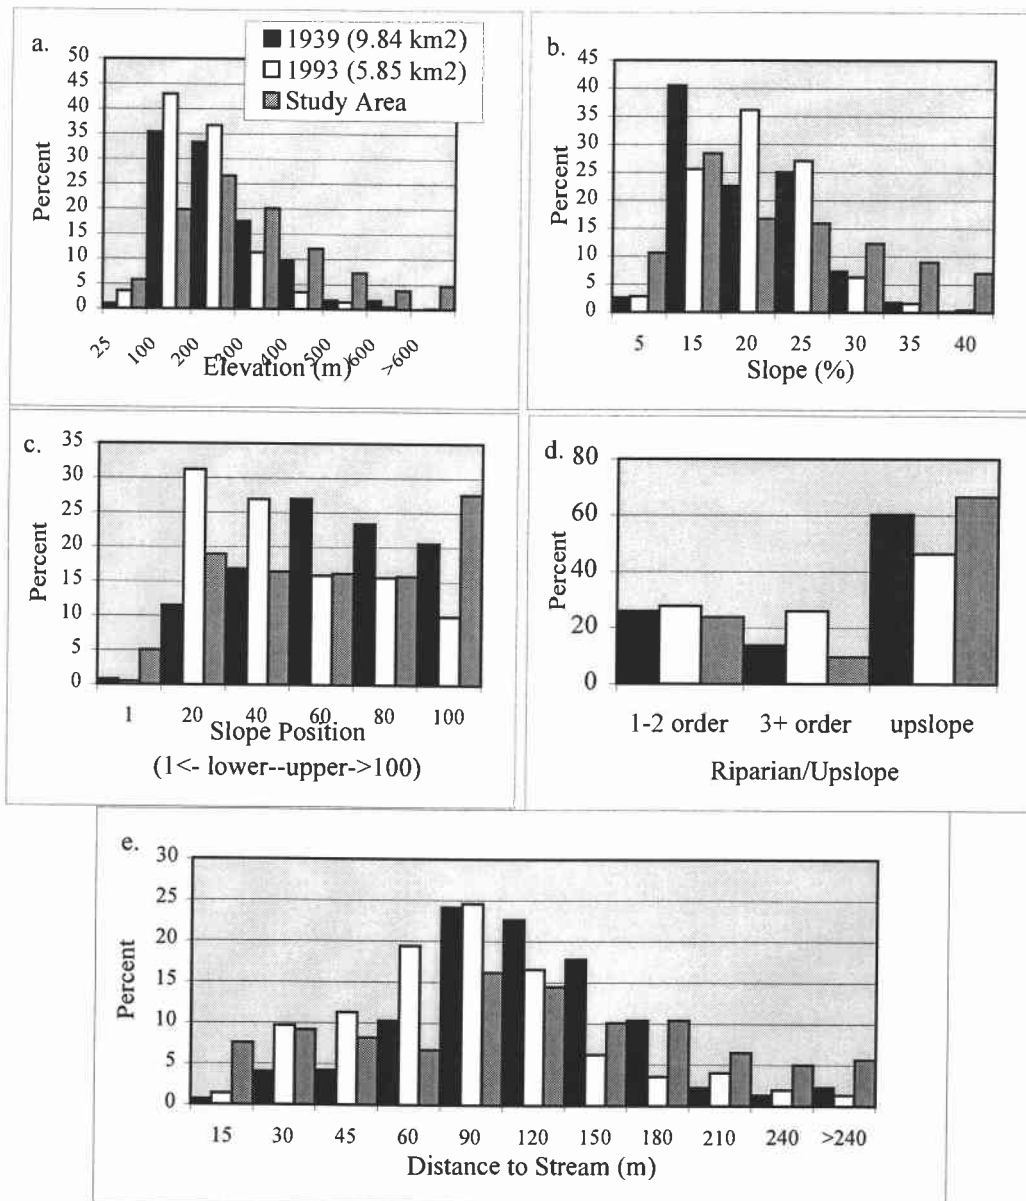 a.
1939 (9.84 km2)
1993 (5.85 km2)
Study Area
50
45
40
35
30
25
20
15
10
5
0
Percent
25 100 200 300 400 500 600 >600
Elevation (m)
b.
45
40
35
30
25
20
15
10
5
0
Percent
5 15 20 25 30 35 40
Slope (%)
c.
35
30
25
20
15
10
5
0
Percent
1 20 40 60 80 100
Slope Position
(1<- lower--upper->100)
d.
80
60
40
20
0
Percent
1-2 order 3+ order upslope
Riparian/Upslope
e.
30
25
20
15
10
5
0
Percent
15 30 45 60 90 120 150 180 210 240 >240
Distance to Stream (m)